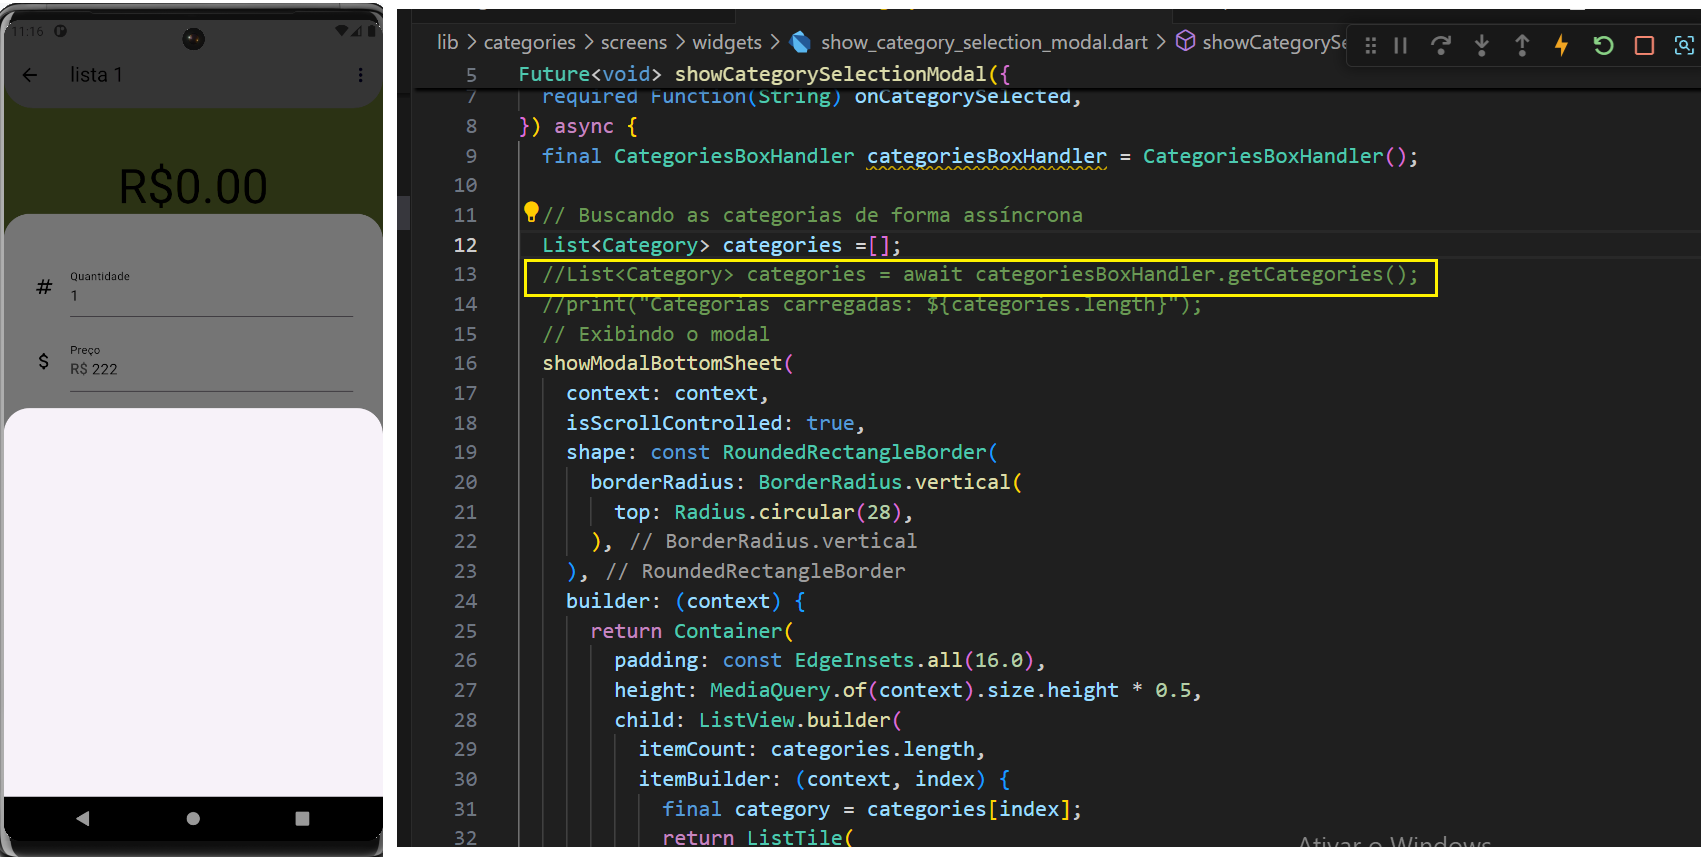 11:16
lista 1
R$0.00
Quantidade
# 1
Preço
$ R$ 222
lib > categories > screens > widgets > show_category_selection_modal.dart > showCategorySe
5 Future<void> showCategorySelectionModal({
7 required Function(String) onCategorySelected,
8 }) async {
9 final CategoriesBoxHandler categoriesBoxHandler = CategoriesBoxHandler();
10
11 // Buscando as categorias de forma assíncrona
12 List<Category> categories =[];
13 //List<Category> categories = await categoriesBoxHandler.getCategories();
14 //print("Categorias carregadas: ${categories.length}");
15 // Exibindo o modal
16 showModalBottomSheet(
17 context: context,
18 isScrollControlled: true,
19 shape: const RoundedRectangleBorder(
20 borderRadius: BorderRadius.vertical(
21 top: Radius.circular(28),
22 ), // BorderRadius.vertical
23 ), // RoundedRectangleBorder
24 builder: (context) {
25 return Container(
26 padding: const EdgeInsets.all(16.0),
27 height: MediaQuery.of(context).size.height * 0.5,
28 child: ListView.builder(
29 itemCount: categories.length,
30 itemBuilder: (context, index) {
31 final category = categories[index];
32 return ListTile(
Ativar o Windows